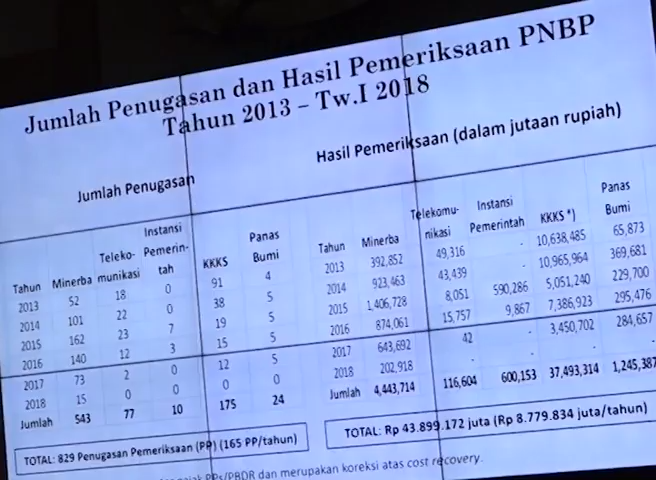 Jumlah Penugasan dan Hasil Pemeriksaan PNBP
Tahun 2013 – Tw.I 2018
Jumlah Penugasan
Tahun Minerba Teleko-munikasi Instansi Pemerin-tah KKKS Panas Bumi
2013 52 18 0 91 4
2014 101 22 0 38 5
2015 162 23 7 19 5
2016 140 12 3 15 5
2017 73 2 0 12 5
2018 15 0 0 0 0
Jumlah 543 77 10 175 24
TOTAL: 829 Penugasan Pemeriksaan (PP) (165 PP/tahun)
Hasil Pemeriksaan (dalam jutaan rupiah)
Tahun Minerba Telekomu-nikasi Instansi Pemerintah KKKS *) Panas Bumi
2013 392,852 49,316 - 10,638,485 65,873
2014 923,463 43,439 - 10,965,964 369,681
2015 1,406,728 8,051 590,286 5,051,240 229,700
2016 874,061 15,757 9,867 7,386,923 295,476
2017 643,692 42 - 3,450,702 284,657
2018 202,918 - - - -
Jumlah 4,443,714 116,604 600,153 37,493,314 1,245,387
TOTAL: Rp 43.899.172 juta (Rp 8.779.834 juta/tahun)
PPs/PBDR dan merupakan koreksi atas cost recovery.